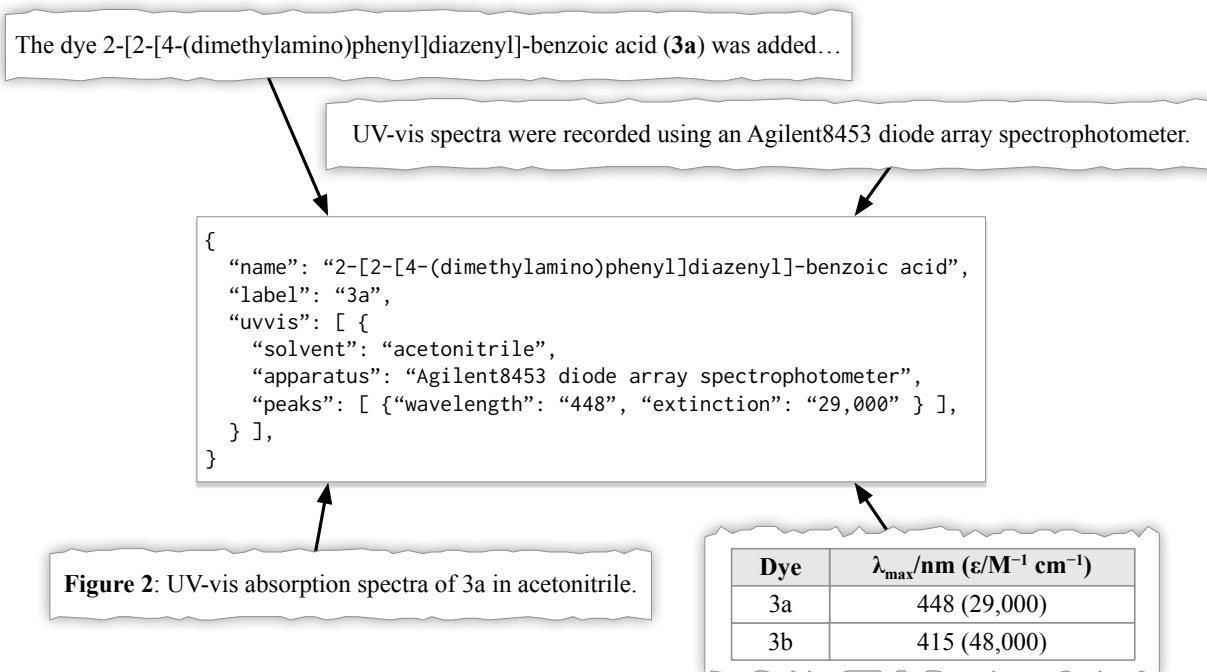 The dye 2-[2-[4-(dimethylamino)phenyl]diazenyl]-benzoic acid (3a) was added…
UV-vis spectra were recorded using an Agilent8453 diode array spectrophotometer.
{
“name”: “2-[2-[4-(dimethylamino)phenyl]diazenyl]-benzoic acid”,
“label”: “3a”,
“uvvis”: [ {
“solvent”: “acetonitrile”,
“apparatus”: “Agilent8453 diode array spectrophotometer”,
“peaks”: [ {“wavelength”: “448”, “extinction”: “29,000” } ],
} ],
}
Figure 2: UV-vis absorption spectra of 3a in acetonitrile.
Dye λmax/nm (ε/M⁻¹ cm⁻¹)
3a 448 (29,000)
3b 415 (48,000)